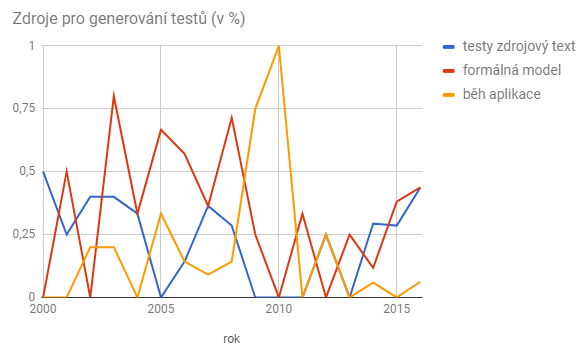 Zdroje pro generování testů (v %)
1
0,75
0,5
0,25
0
2000
2005
2010
2015
rok
testy zdrojový text
formálná model
běh aplikace